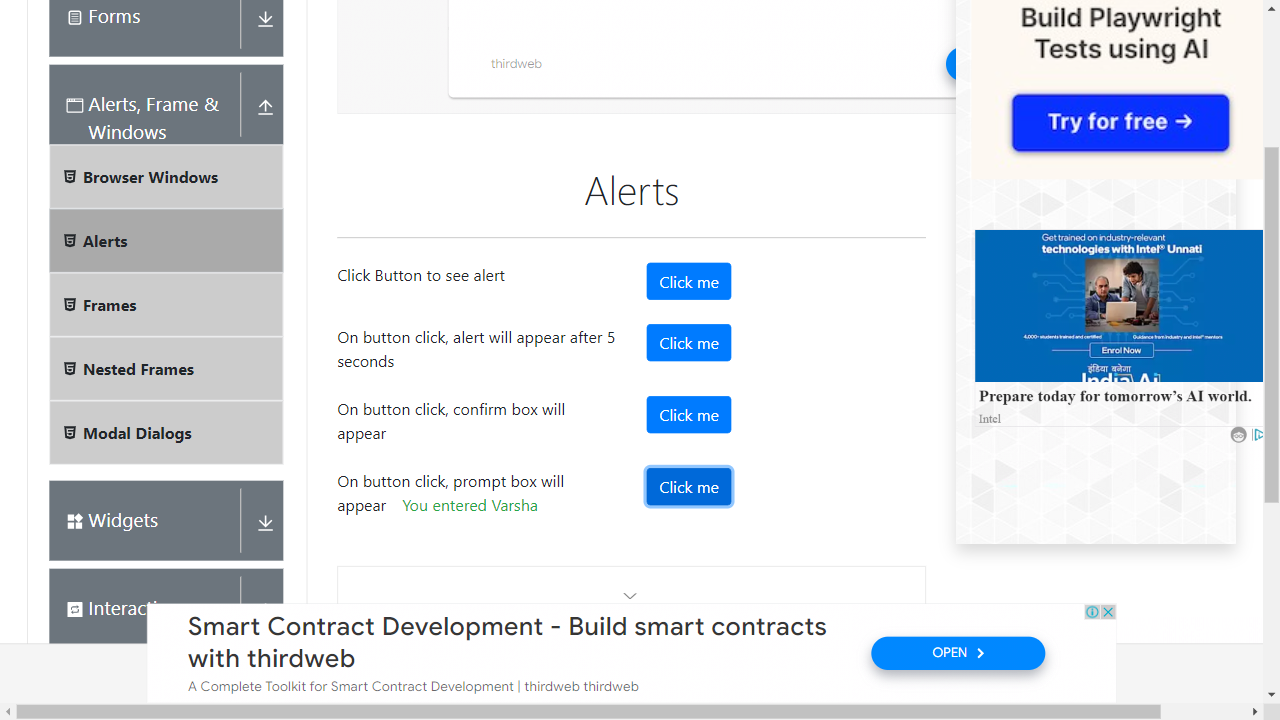 Forms
Alerts, Frame &
Windows
Browser Windows
Alerts
Frames
Nested Frames
Modal Dialogs
Widgets
thirdweb
Alerts
Click Button to see alert
Click me
On button click, alert will appear after 5
seconds
Click me
On button click, confirm box will
appear
Click me
On button click, prompt box will
appear You entered Varsha
Click me
Build Playwright
Tests using AI
Try for free →
Get trained on industry-relevant
technologies with Intel® Unnati
4,000+ students trained and certified
Guidance from industry and Intel® mentors
Enrol Now
इंडिया बनेगा
India Ai
Prepare today for tomorrow's AI world.
Intel
Smart Contract Development - Build smart contracts
with thirdweb
A Complete Toolkit for Smart Contract Development | thirdweb thirdweb
OPEN